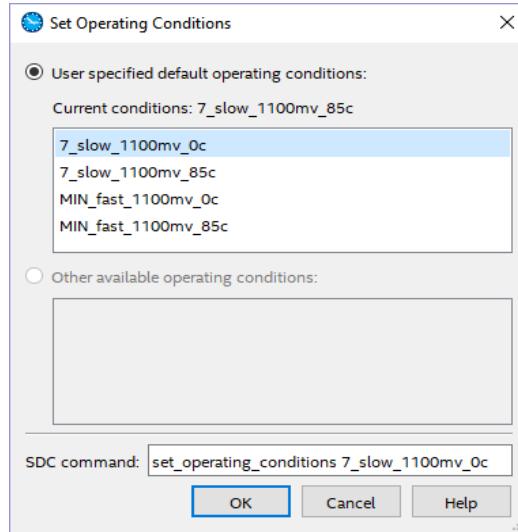 Set Operating Conditions
User specified default operating conditions:
Current conditions: 7_slow_1100mv_85c
7_slow_1100mv_0c
7_slow_1100mv_85c
MIN_fast_1100mv_0c
MIN_fast_1100mv_85c
Other available operating conditions:
SDC command: set_operating_conditions 7_slow_1100mv_0c
OK Cancel Help